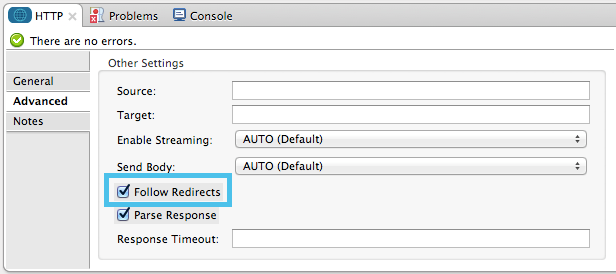 HTTP Problems Console
There are no errors.
General
Advanced
Notes
Other Settings
Source:
Target:
Enable Streaming: AUTO (Default)
Send Body: AUTO (Default)
Follow Redirects
Parse Response
Response Timeout: